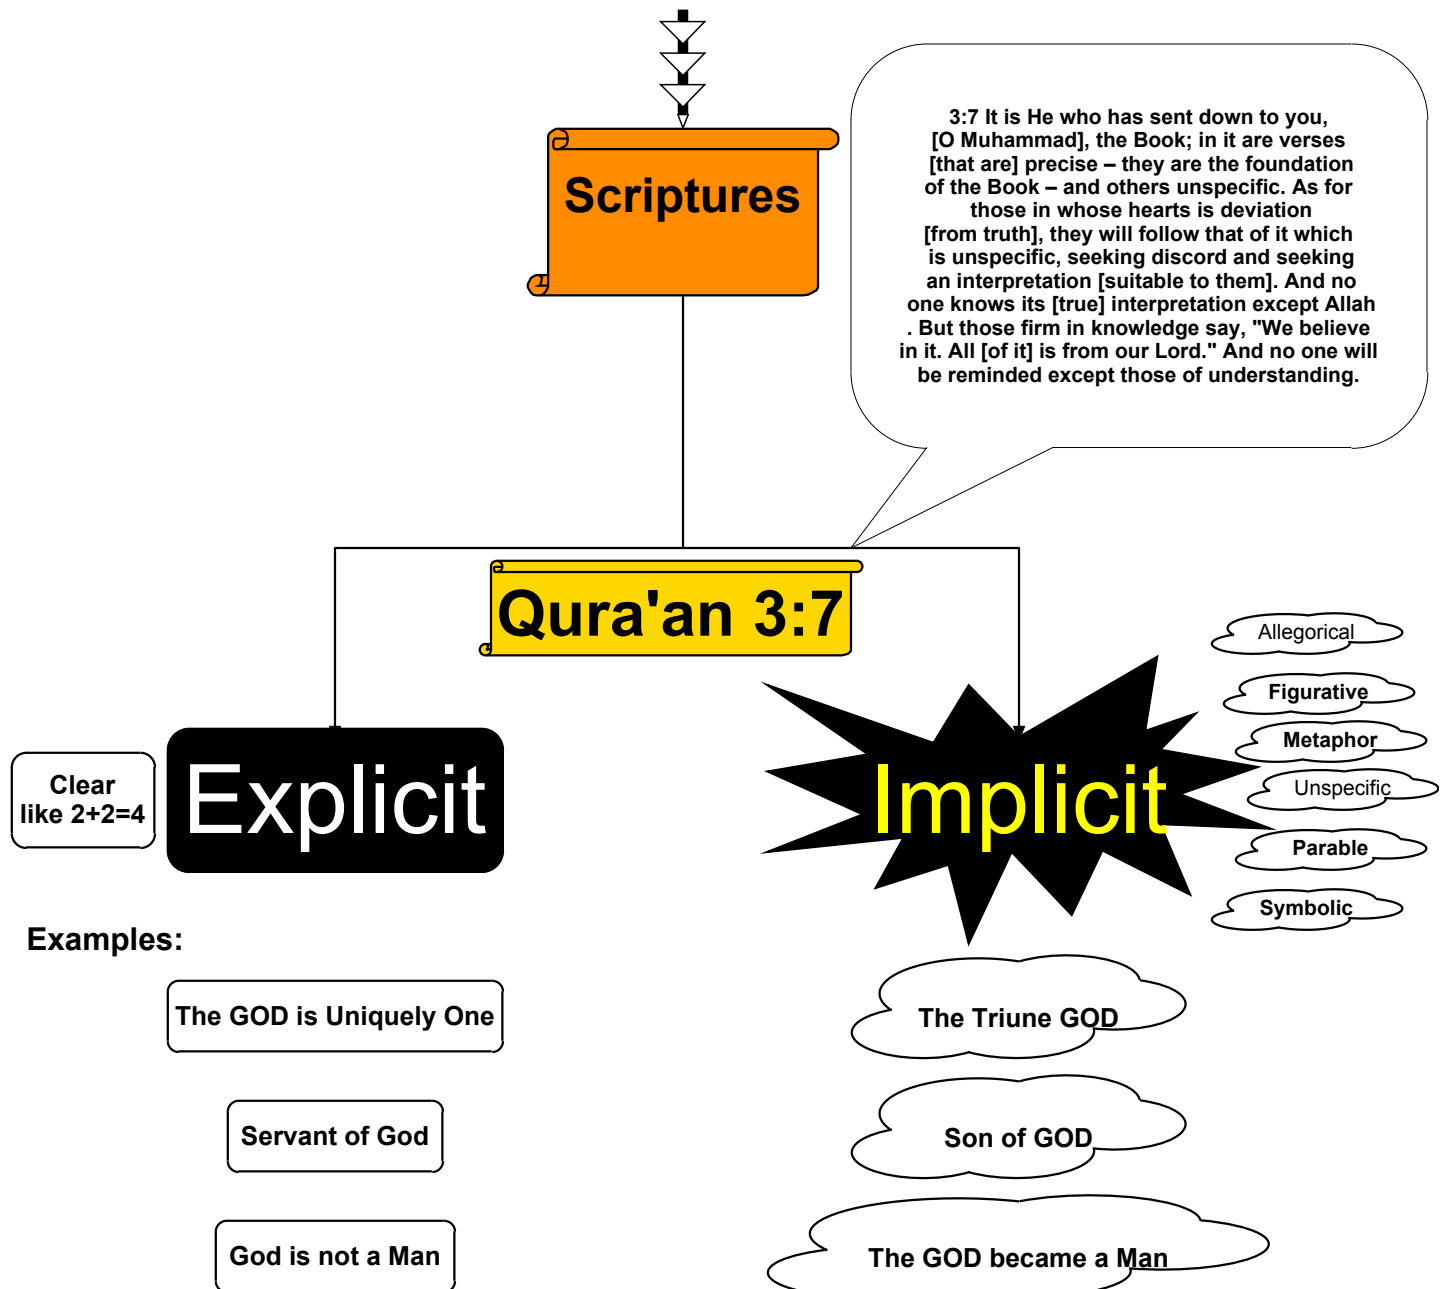 Scriptures
3:7 It is He who has sent down to you,
[O Muhammad], the Book; in it are verses
[that are] precise – they are the foundation
of the Book – and others unspecific. As for
those in whose hearts is deviation
[from truth], they will follow that of it which
is unspecific, seeking discord and seeking
an interpretation [suitable to them]. And no
one knows its [true] interpretation except Allah
. But those firm in knowledge say, "We believe
in it. All [of it] is from our Lord." And no one will
be reminded except those of understanding.
Qura'an 3:7
Clear
like 2+2=4
Explicit
Implicit
Allegorical
Figurative
Metaphor
Unspecific
Parable
Symbolic
Examples:
The GOD is Uniquely One
The Triune GOD
Servant of God
Son of GOD
God is not a Man
The GOD became a Man